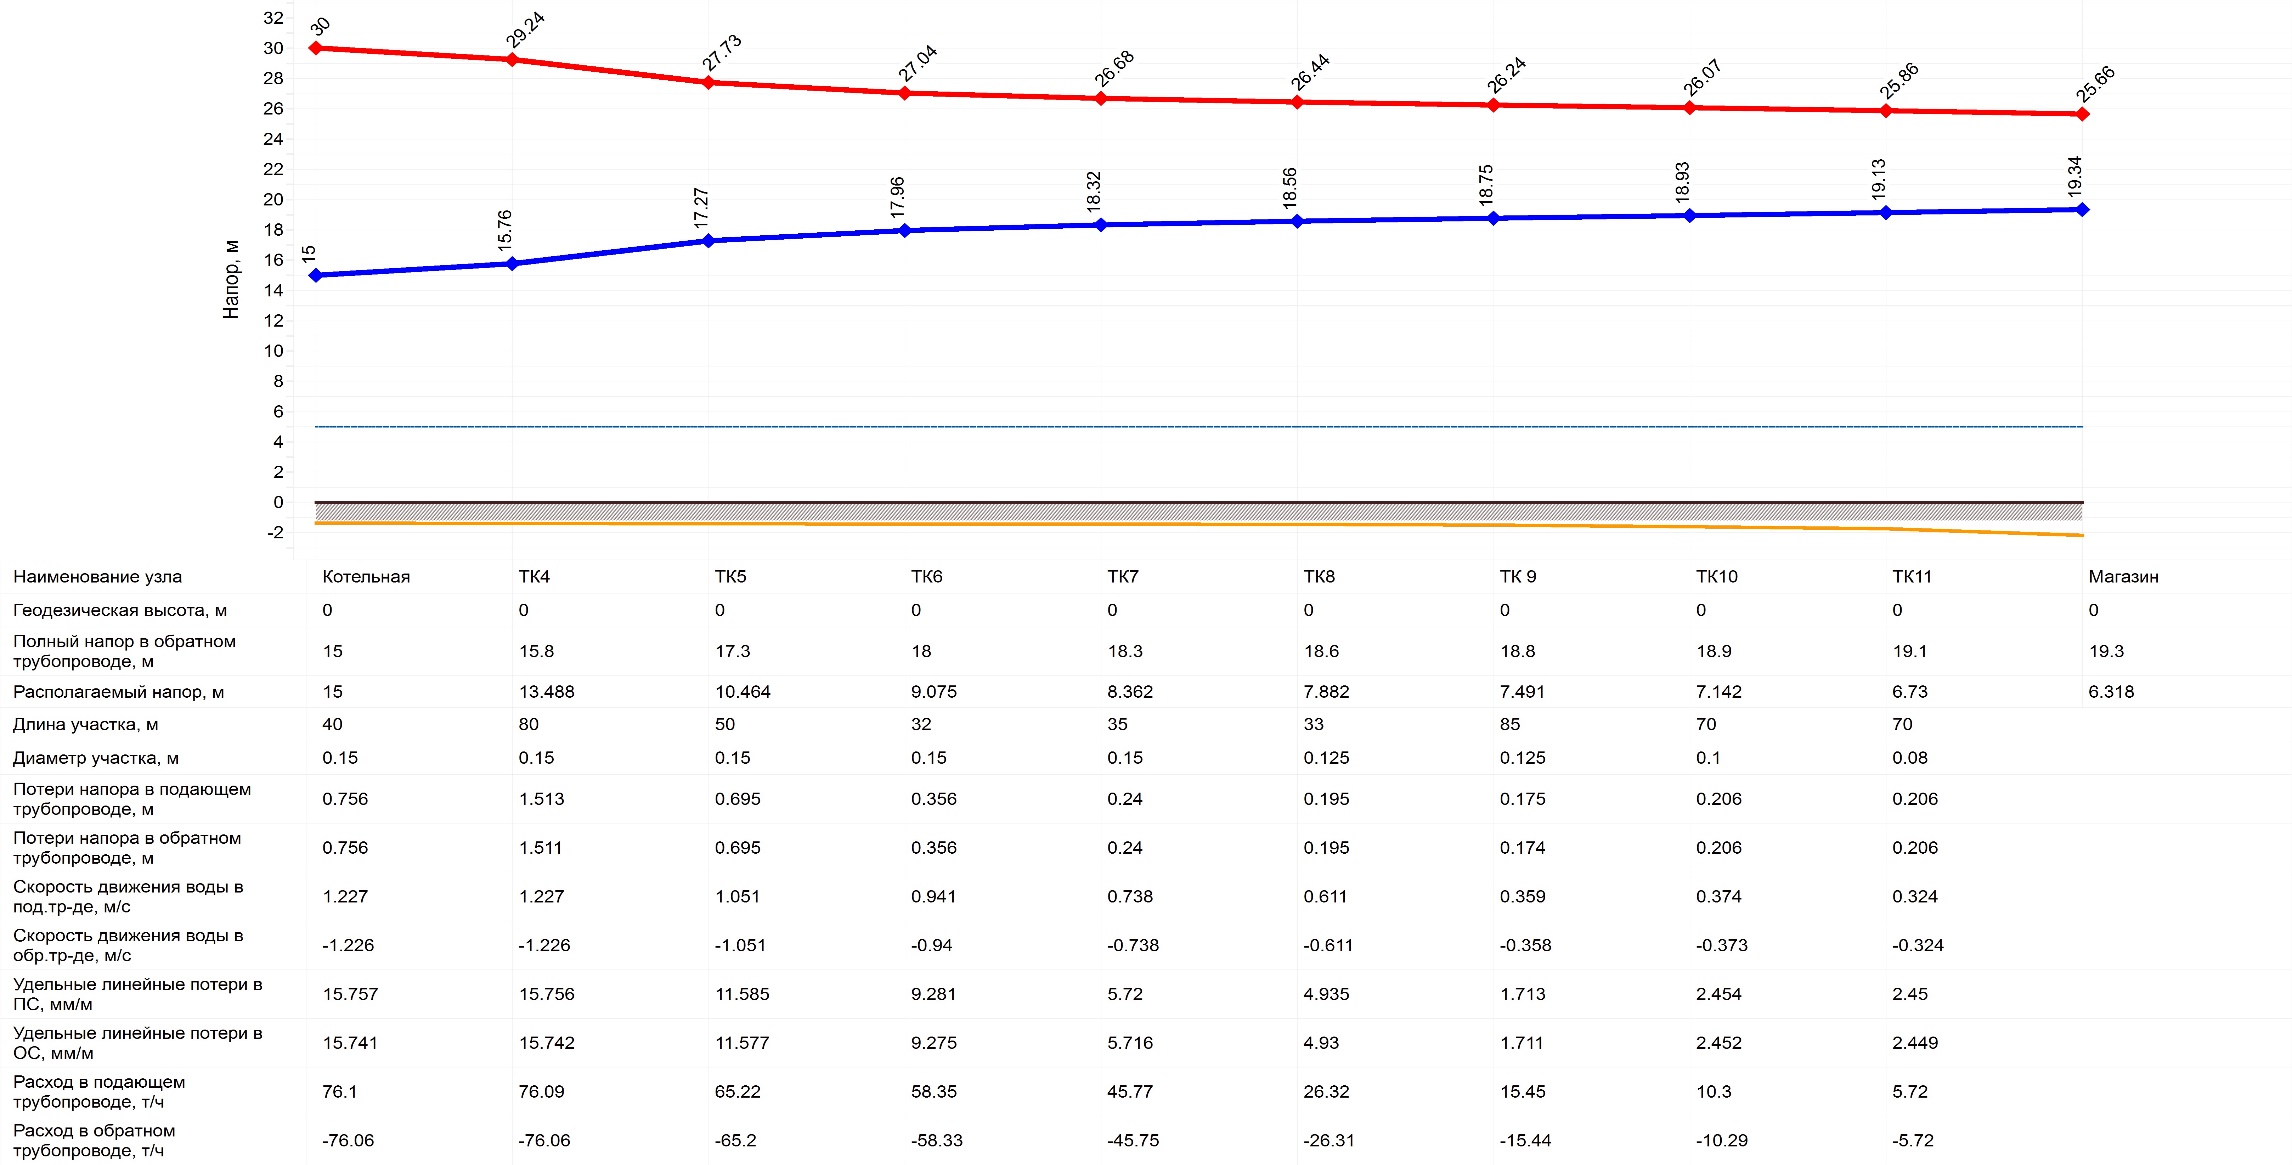 32
30
28
26
24
22
20
18
16
14
12
10
8
6
4
2
0
-2
Напор, м
30
29.24
27.73
27.04
26.68
26.44
26.24
26.07
25.86
25.66
15
15.76
17.27
17.96
18.32
18.56
18.75
18.93
19.13
19.34
Наименование узла Котельная ТК4 ТК5 ТК6 ТК7 ТК8 ТК 9 ТК10 ТК11 Магазин
Геодезическая высота, м 0 0 0 0 0 0 0 0 0 0
Полный напор в обратном
трубопроводе, м 15 15.8 17.3 18 18.3 18.6 18.8 18.9 19.1 19.3
Располагаемый напор, м 15 13.488 10.464 9.075 8.362 7.882 7.491 7.142 6.73 6.318
Длина участка, м 40 80 50 32 35 33 85 70 70
Диаметр участка, м 0.15 0.15 0.15 0.15 0.15 0.125 0.125 0.1 0.08
Потери напора в подающем
трубопроводе, м 0.756 1.513 0.695 0.356 0.24 0.195 0.175 0.206 0.206
Потери напора в обратном
трубопроводе, м 0.756 1.511 0.695 0.356 0.24 0.195 0.174 0.206 0.206
Скорость движения воды в
под.тр-де, м/с 1.227 1.227 1.051 0.941 0.738 0.611 0.359 0.374 0.324
Скорость движения воды в
обр.тр-де, м/с -1.226 -1.226 -1.051 -0.94 -0.738 -0.611 -0.358 -0.373 -0.324
Удельные линейные потери в
ПС, мм/м 15.757 15.756 11.585 9.281 5.72 4.935 1.713 2.454 2.45
Удельные линейные потери в
ОС, мм/м 15.741 15.742 11.577 9.275 5.716 4.93 1.711 2.452 2.449
Расход в подающем
трубопроводе, т/ч 76.1 76.09 65.22 58.35 45.77 26.32 15.45 10.3 5.72
Расход в обратном
трубопроводе, т/ч -76.06 -76.06 -65.2 -58.33 -45.75 -26.31 -15.44 -10.29 -5.72